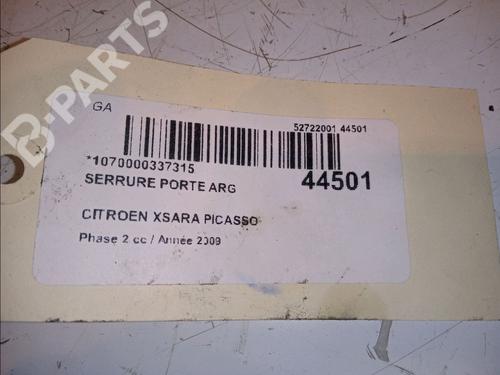 B-PARTS
GA
52722001 44501
*1070000337315
SERRURE PORTE ARG
44501
CITROEN XSARA PICASSO
Phase 2 cc / Année 2009